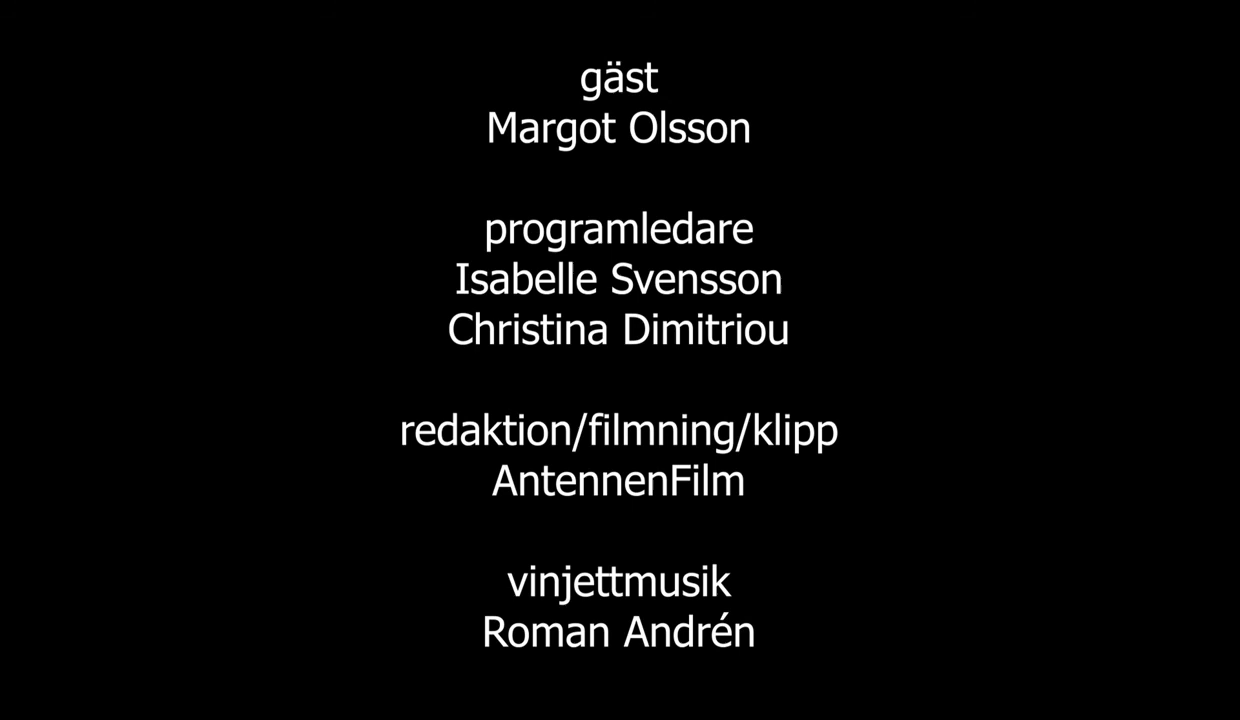 gäst
Margot Olsson
programledare
Isabelle Svensson
Christina Dimitriou
redaktion/filmning/klipp
AntennenFilm
vinjettmusik
Roman Andrén